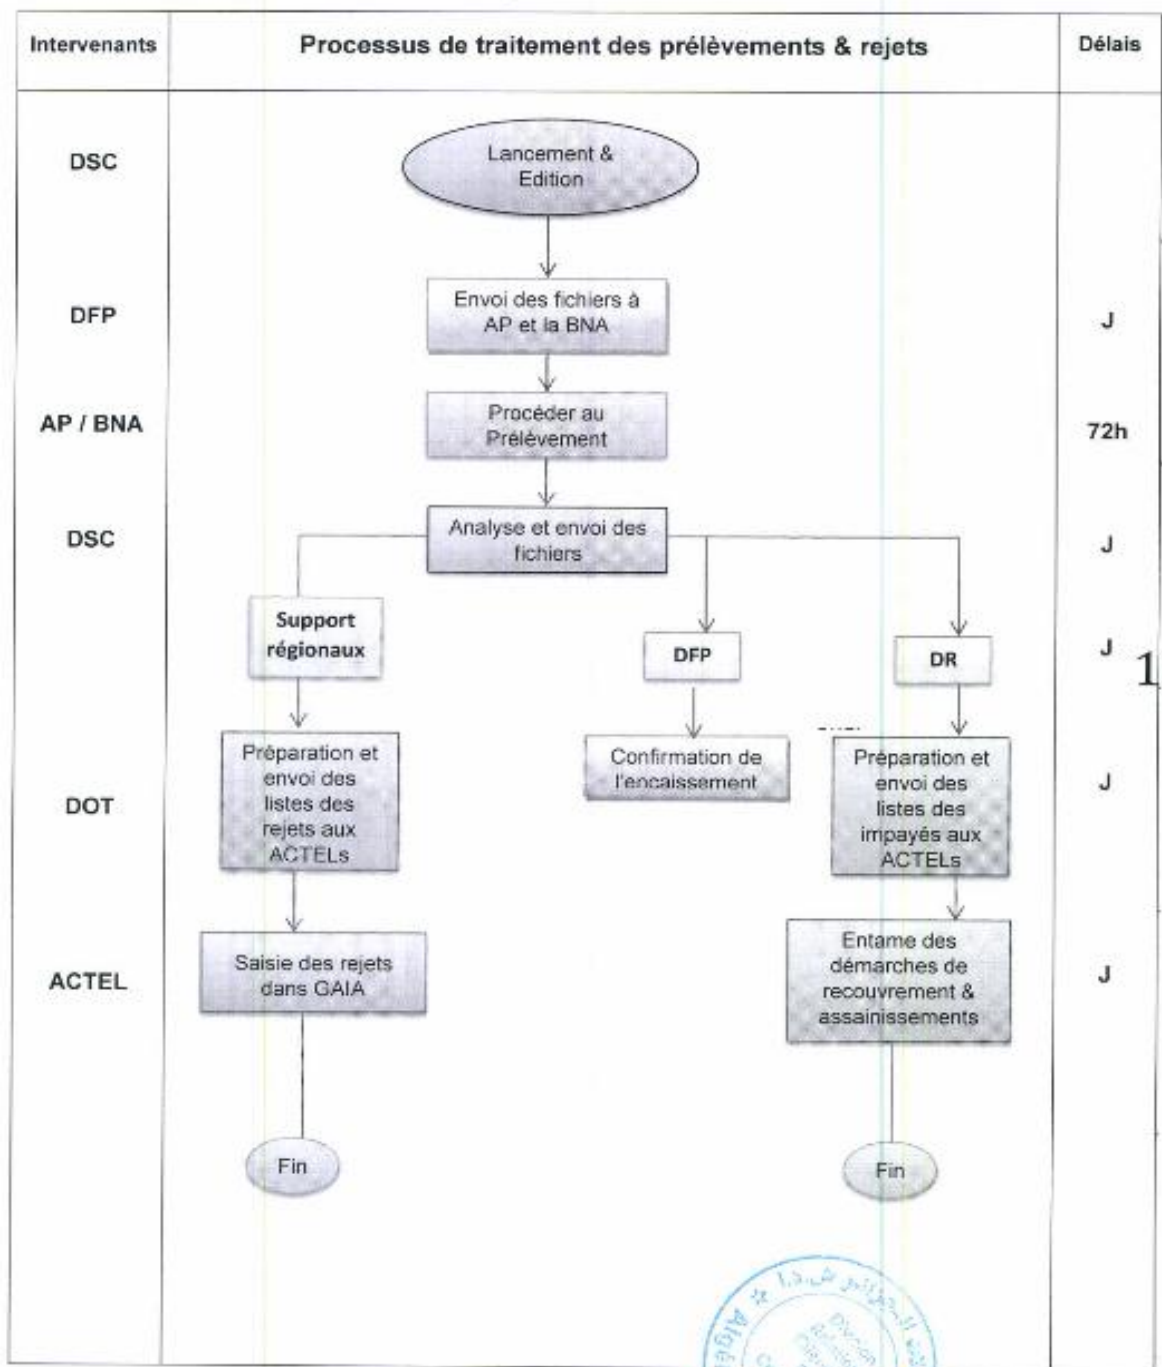 Intervenants
Processus de traitement des prélèvements & rejets
Délais
DSC
Lancement &
Edition
DFP
Envoi des fichiers à
AP et la BNA
J
AP / BNA
Procéder au
Prélèvement
72h
DSC
Analyse et envoi des
fichiers
J
Support
régionaux
DFP
DR
J
1
DOT
Préparation et
envoi des
listes des
rejets aux
ACTELs
Confirmation de
l'encaissement
Préparation et
envoi des
listes des
impayés aux
ACTELs
J
ACTEL
Saisie des rejets
dans GAIA
Entame des
démarches de
recouvrement &
assainissements
J
Fin
Fin